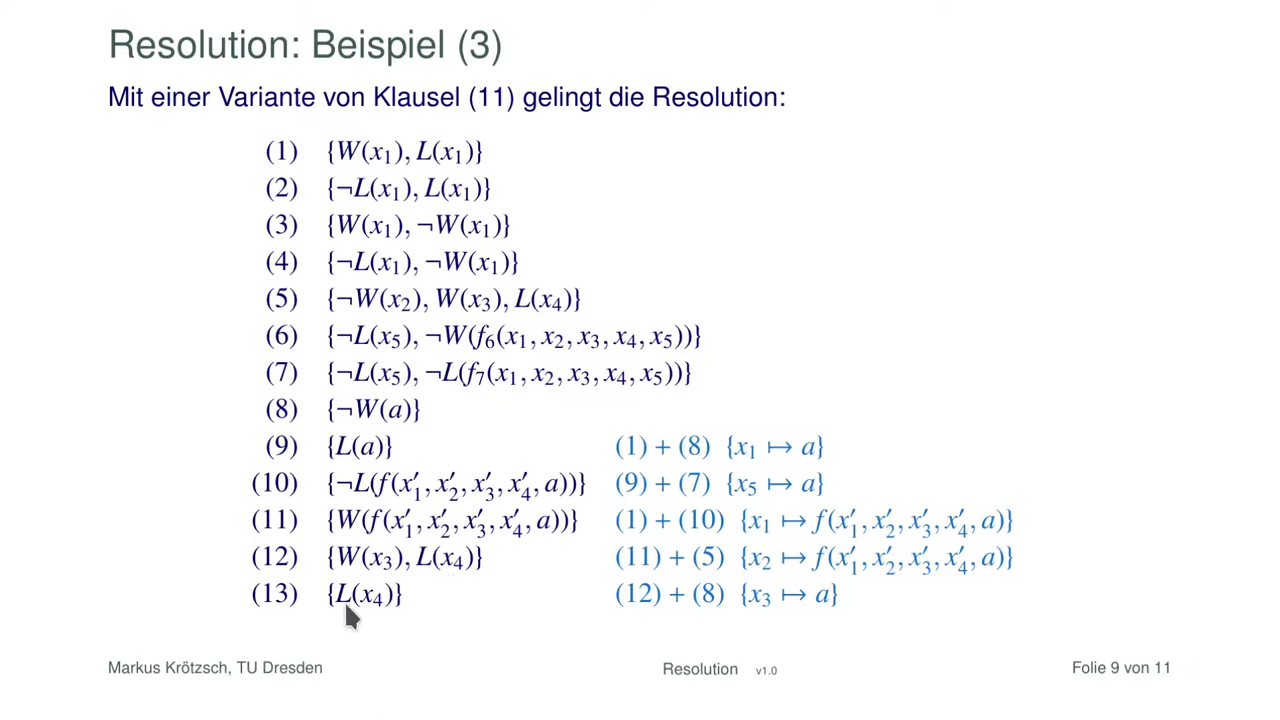 Resolution: Beispiel (3)
Mit einer Variante von Klausel (11) gelingt die Resolution:
(1) {W(x₁), L(x₁)}
(2) {¬L(x₁), L(x₁)}
(3) {W(x₁), ¬W(x₁)}
(4) {¬L(x₁), ¬W(x₁)}
(5) {¬W(x₂), W(x₃), L(x₄)}
(6) {¬L(x₅), ¬W(f₆(x₁, x₂, x₃, x₄, x₅))}
(7) {¬L(x₅), ¬L(f₇(x₁, x₂, x₃, x₄, x₅))}
(8) {¬W(a)}
(9) {L(a)} (1) + (8) {x₁ ↦ a}
(10) {¬L(f(x′₁, x′₂, x′₃, x′₄, a))} (9) + (7) {x₅ ↦ a}
(11) {W(f(x′₁, x′₂, x′₃, x′₄, a))} (1) + (10) {x₁ ↦ f(x′₁, x′₂, x′₃, x′₄, a)}
(12) {W(x₃), L(x₄)} (11) + (5) {x₂ ↦ f(x′₁, x′₂, x′₃, x′₄, a)}
(13) {L(x₄)} (12) + (8) {x₃ ↦ a}
Markus Krötzsch, TU Dresden Resolution v1.0 Folie 9 von 11